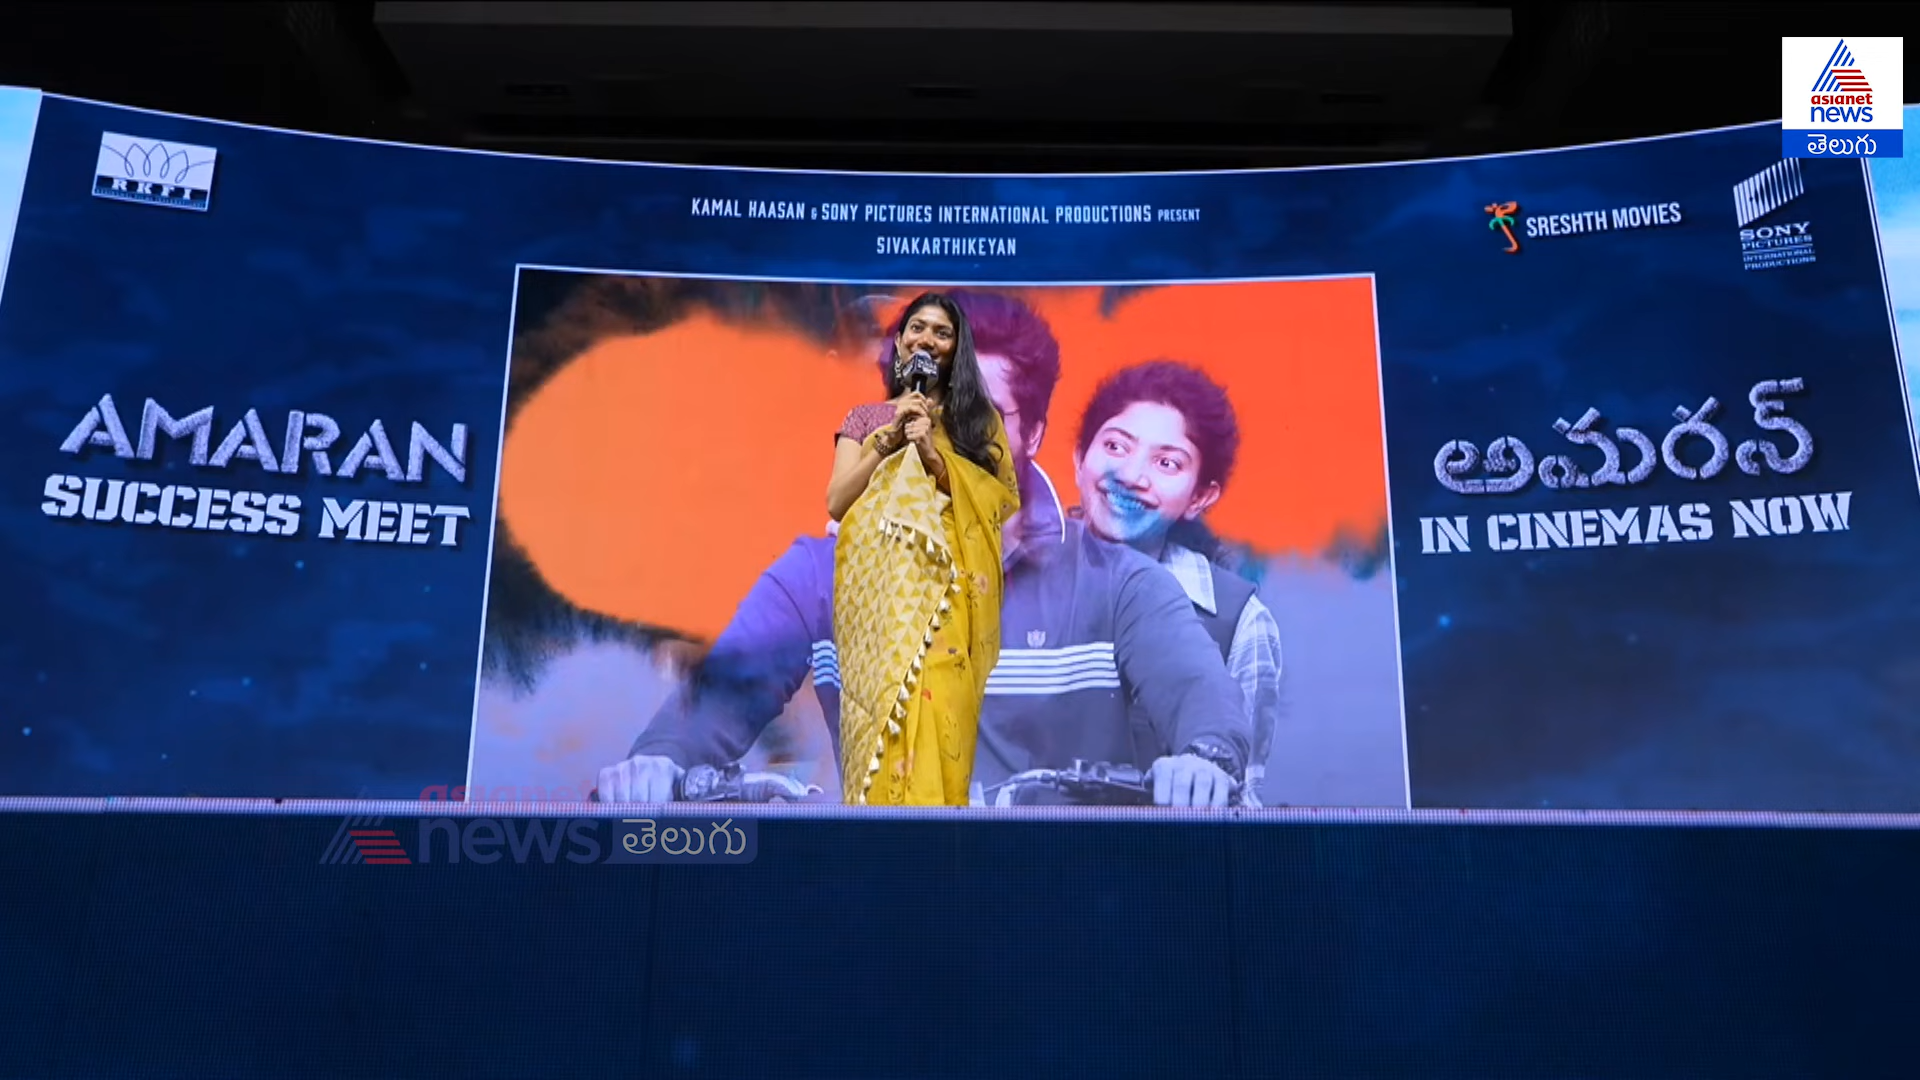 asianet
news
తెలుగు
RKFI
KAMAL HAASAN & SONY PICTURES INTERNATIONAL PRODUCTIONS PRESENT
SIVAKARTHIKEYAN
SRESHTH MOVIES
SONY
PICTURES
INTERNATIONAL
PRODUCTIONS
AMARAN
SUCCESS MEET
అమరన్
IN CINEMAS NOW
asianet
news తెలుగు